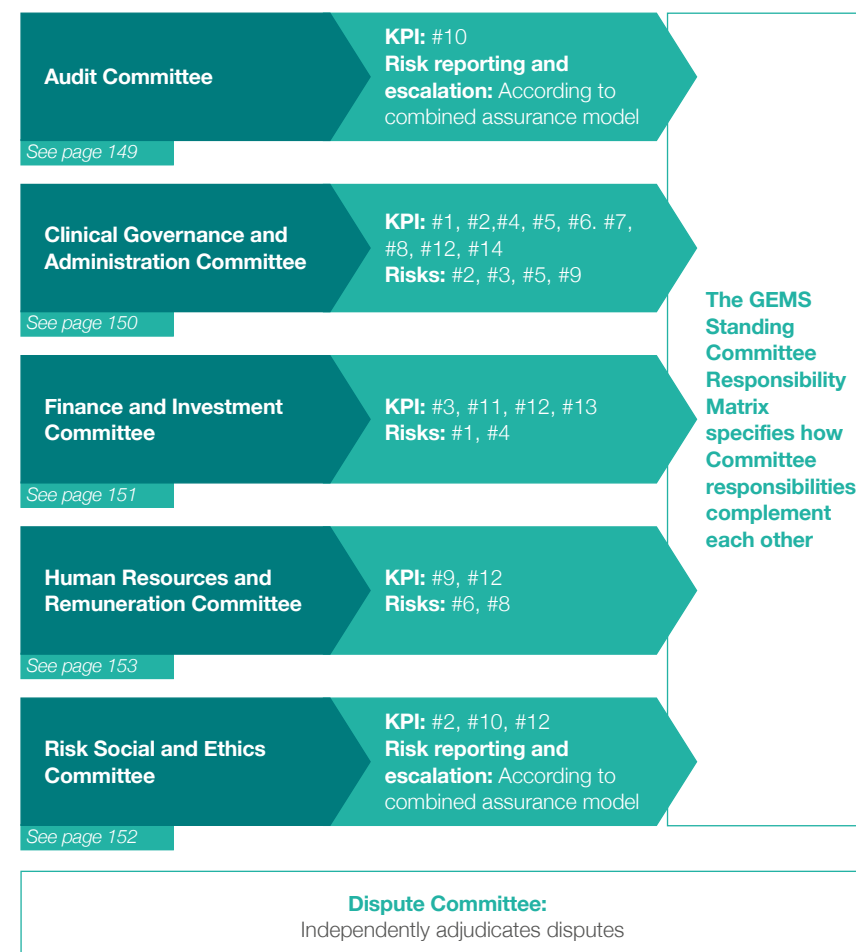 Audit Committee
KPI: #10
Risk reporting and
escalation: According to
combined assurance model
See page 149
Clinical Governance and
Administration Committee
KPI: #1, #2,#4, #5, #6. #7,
#8, #12, #14
Risks: #2, #3, #5, #9
See page 150
Finance and Investment
Committee
KPI: #3, #11, #12, #13
Risks: #1, #4
See page 151
Human Resources and
Remuneration Committee
KPI: #9, #12
Risks: #6, #8
See page 153
Risk Social and Ethics
Committee
KPI: #2, #10, #12
Risk reporting and
escalation: According to
combined assurance model
See page 152
The GEMS
Standing
Committee
Responsibility
Matrix
specifies how
Committee
responsibilities
complement
each other
Dispute Committee:
Independently adjudicates disputes